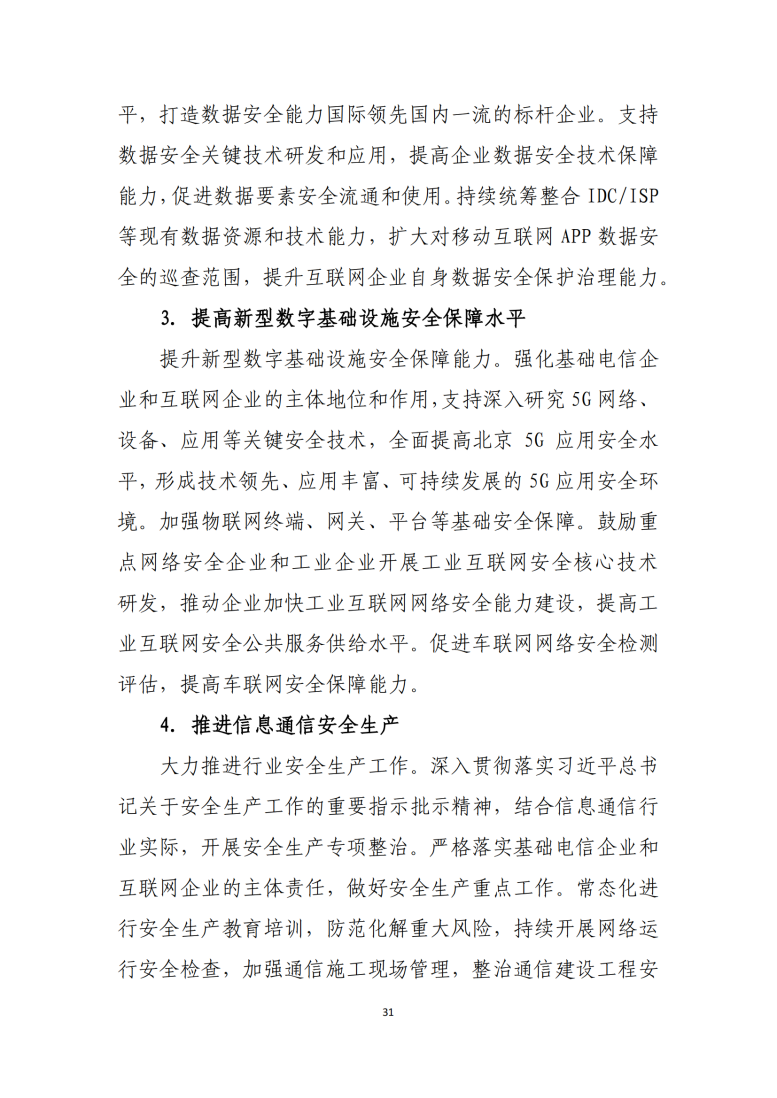 平，打造数据安全能力国际领先国内一流的标杆企业。支持
数据安全关键技术研发和应用，提高企业数据安全技术保障
能力，促进数据要素安全流通和使用。持续统筹整合 IDC/ISP
等现有数据资源和技术能力，扩大对移动互联网 APP 数据安
全的巡查范围，提升互联网企业自身数据安全保护治理能力。
3. 提高新型数字基础设施安全保障水平
提升新型数字基础设施安全保障能力。强化基础电信企
业和互联网企业的主体地位和作用，支持深入研究 5G 网络、
设备、应用等关键安全技术，全面提高北京 5G 应用安全水
平，形成技术领先、应用丰富、可持续发展的 5G 应用安全环
境。加强物联网终端、网关、平台等基础安全保障。鼓励重
点网络安全企业和工业企业开展工业互联网安全核心技术
研发，推动企业加快工业互联网网络安全能力建设，提高工
业互联网安全公共服务供给水平。促进车联网网络安全检测
评估，提高车联网安全保障能力。
4. 推进信息通信安全生产
大力推进行业安全生产工作。深入贯彻落实习近平总书
记关于安全生产工作的重要指示批示精神，结合信息通信行
业实际，开展安全生产专项整治。严格落实基础电信企业和
互联网企业的主体责任，做好安全生产重点工作。常态化进
行安全生产教育培训，防范化解重大风险，持续开展网络运
行安全检查，加强通信施工现场管理，整治通信建设工程安
31